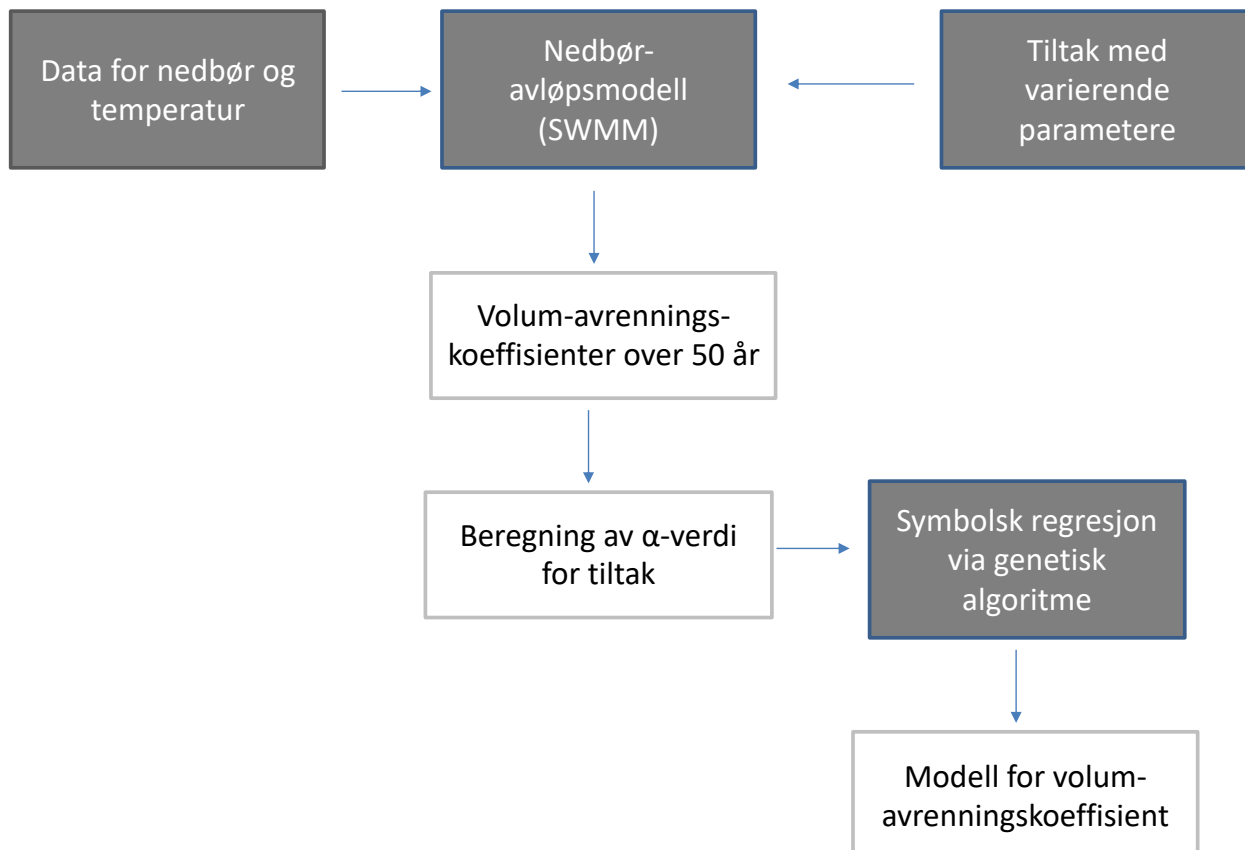 Data for nedbør og
temperatur
Nedbør-
avløpsmodell
(SWMM)
Tiltak med
varierende
parametere
Volum-avrennings-
koeffisienter over 50 år
Beregning av α-verdi
for tiltak
Symbolsk regresjon
via genetisk
algoritme
Modell for volum-
avrenningskoeffisient